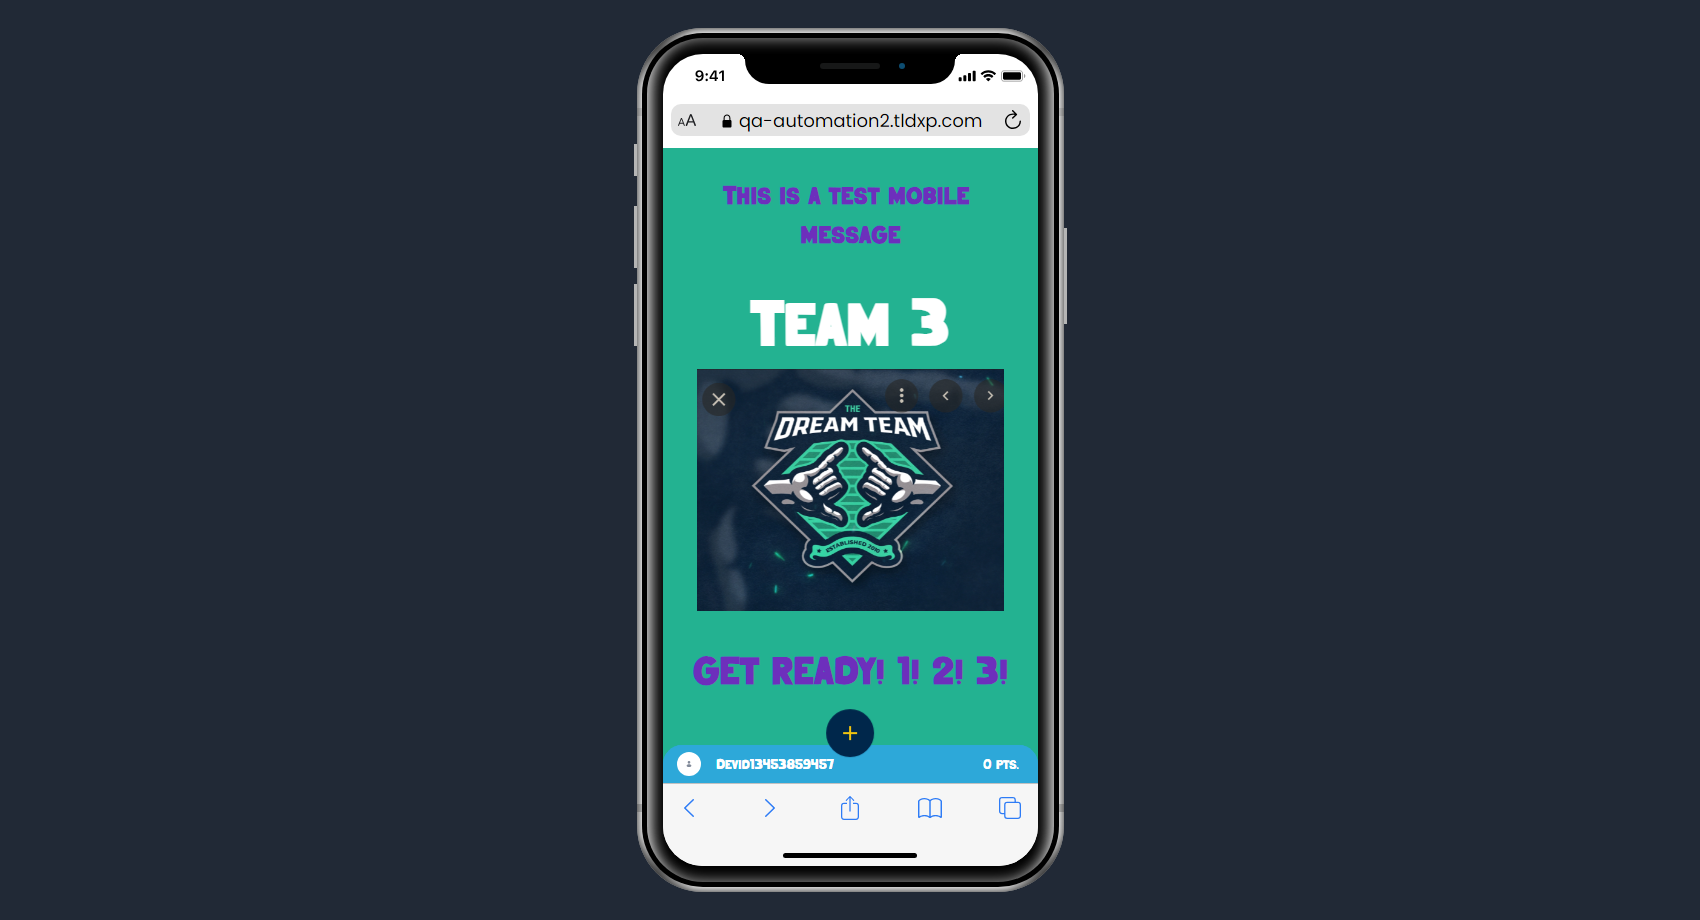 9:41
AA qa-automation2.tldxp.com
THIS IS A TEST MOBILE
MESSAGE
TEAM 3
THE
DREAM TEAM
ESTABLISHED 2010
GET READY! 1! 2! 3!
DEVID13453859457 0 PTS.